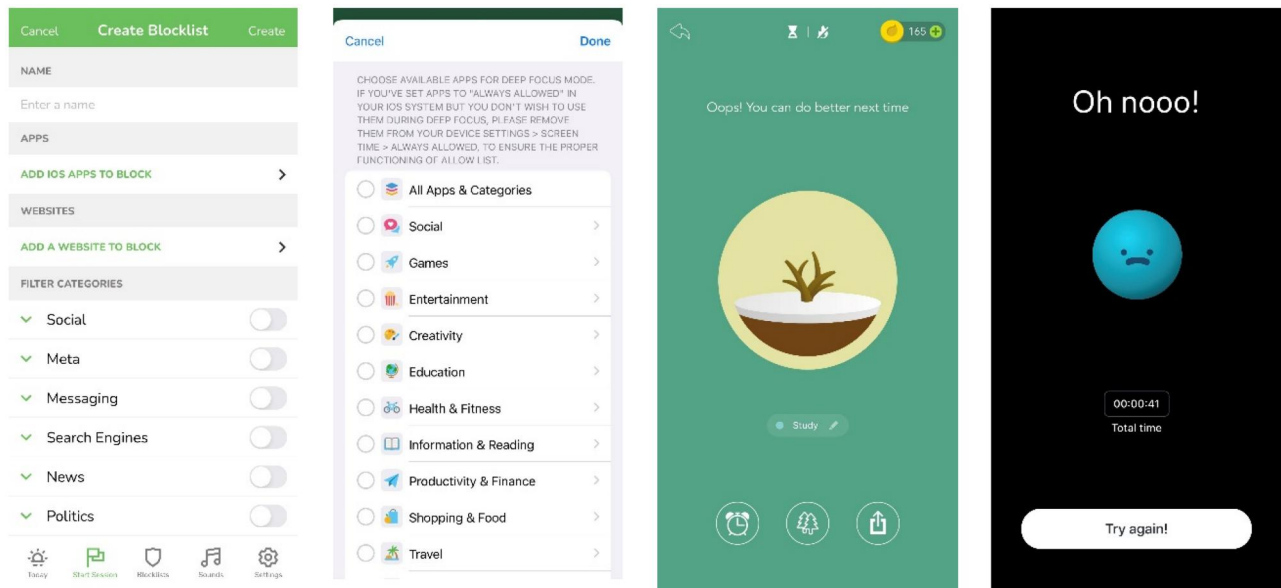 Cancel Create Blocklist Create
NAME
Enter a name
APPS
ADD IOS APPS TO BLOCK
WEBSITES
ADD A WEBSITE TO BLOCK
FILTER CATEGORIES
Social
Meta
Messaging
Search Engines
News
Politics
Today Start Session Blocklists Sounds Settings
Cancel Done
CHOOSE AVAILABLE APPS FOR DEEP FOCUS MODE.
IF YOU'VE SET APPS TO "ALWAYS ALLOWED" IN
YOUR IOS SYSTEM BUT YOU DON'T WISH TO USE
THEM DURING DEEP FOCUS, PLEASE REMOVE
THEM FROM YOUR DEVICE SETTINGS > SCREEN
TIME > ALWAYS ALLOWED, TO ENSURE THE PROPER
FUNCTIONING OF ALLOW LIST.
All Apps & Categories
Social
Games
Entertainment
Creativity
Education
Health & Fitness
Information & Reading
Productivity & Finance
Shopping & Food
Travel
165
Oops! You can do better next time
Study
Oh nooo!
00:00:41
Total time
Try again!